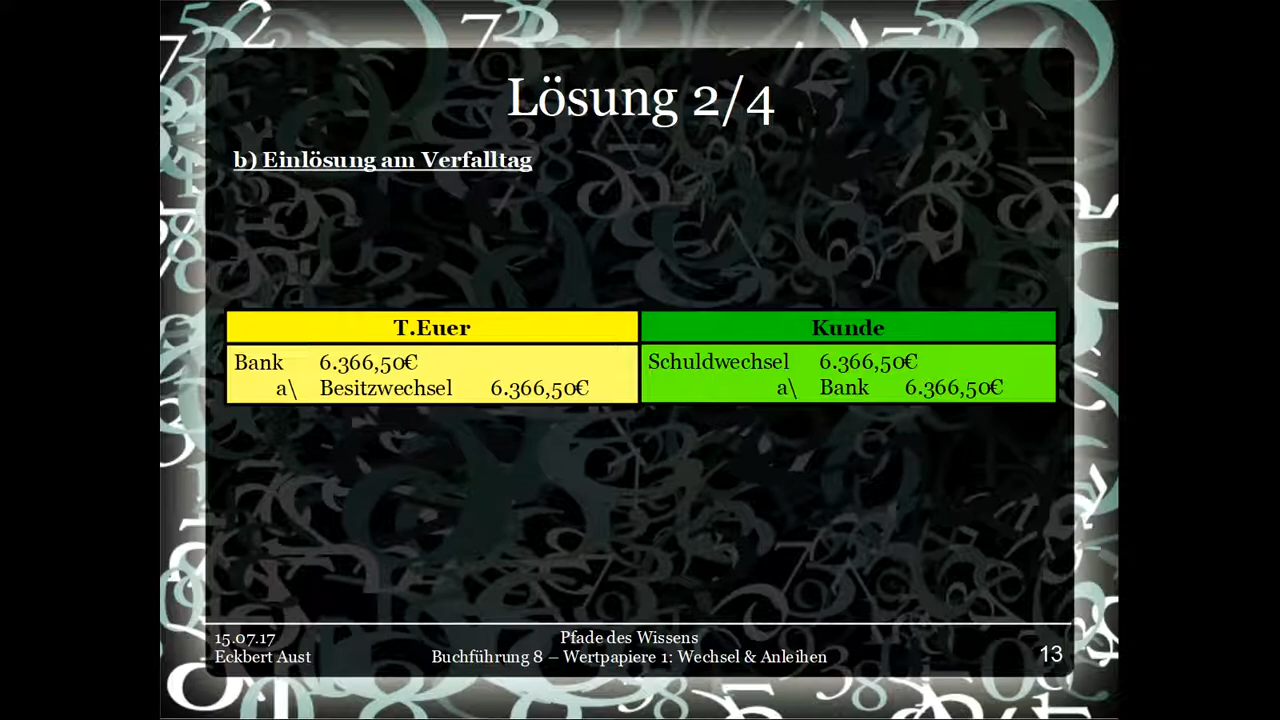 Lösung 2/4
b) Einlösung am Verfalltag
T.Euer
Kunde
Bank 6.366,50€
a\ Besitzwechsel 6.366,50€
Schuldwechsel 6.366,50€
a\ Bank 6.366,50€
15.07.17
Eckbert Aust
Pfade des Wissens
Buchführung 8 – Wertpapiere 1: Wechsel & Anleihen
13